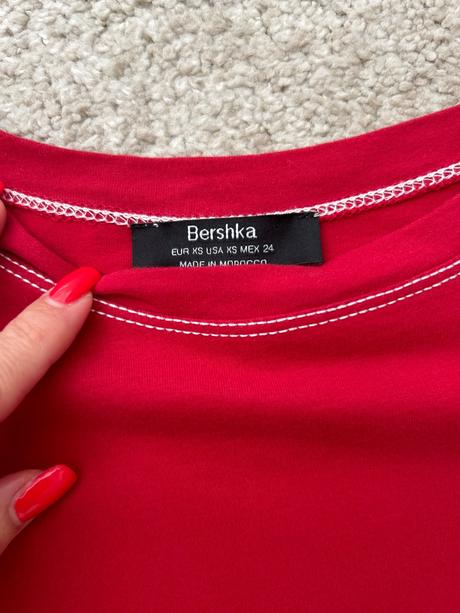 Bershka
EUR XS USA XS MEX 24
MADE IN MOROCCO